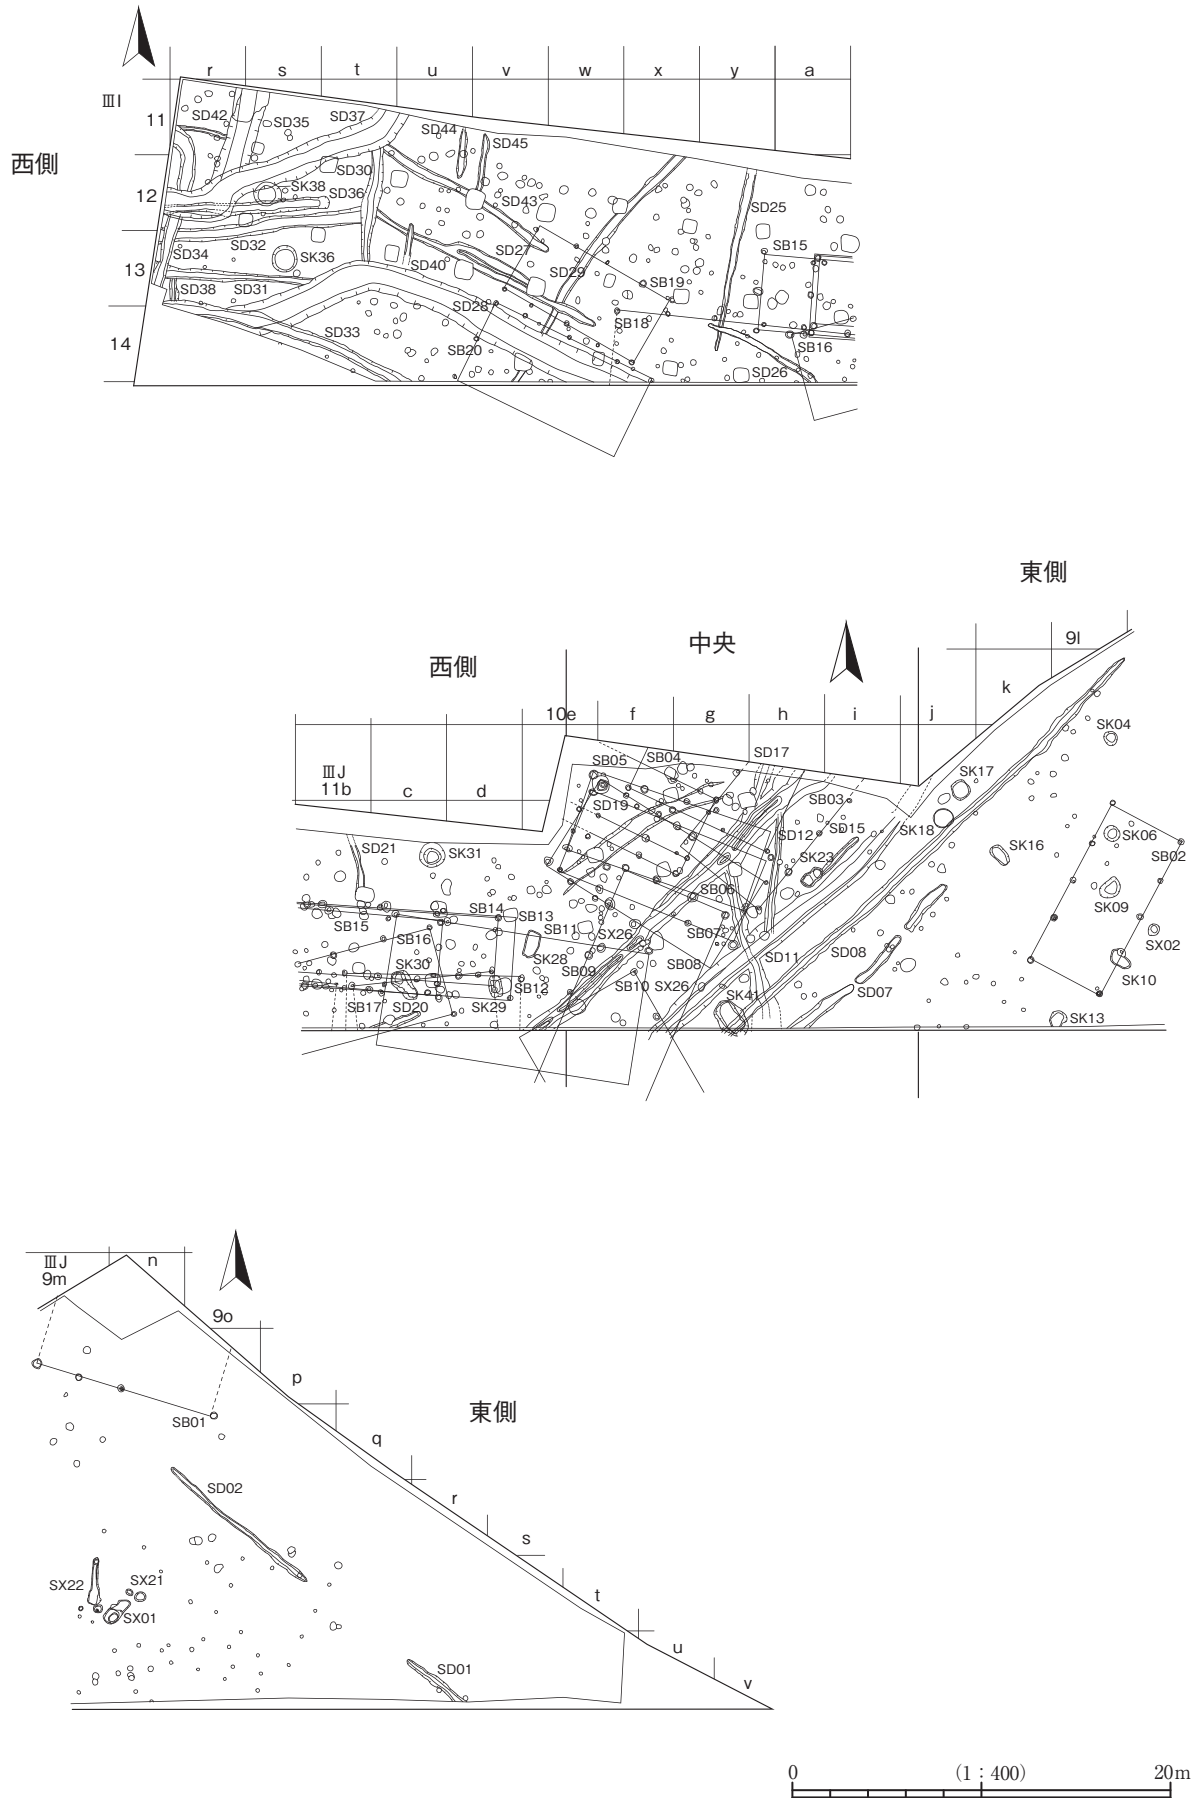 r s t u v w x y a
ⅢI
11
12
13
14
西側
SD42
SD35
SD37
SD44
SD45
SD30
SK38
SD36
SD43
SD25
SD32
SD34
SK36
SD27
SD40
SD29
SB15
SB19
SD38
SD31
SD28
SB18
SD33
SB20
SB16
SD26
東側
中央
西側
9l
k
10e f g h i j
ⅢJ
11b c d
SK04
SD17
SB05
SB04
SK17
SD19
SB03
SD12
SD15
SK18
SK06
SB02
SD21
SK31
SK23
SK16
SB06
SK09
SB14
SB13
SB15
SB11
SX26
SB07
SX02
SB16
SK28
SD11
SD08
SK30
SB09
SB08
SK10
SB12
SB10
SX26
SK41
SD07
SB17
SD20
SK29
SK13
ⅢJ
9m
n
9o
p
東側
q
SB01
SD02
r
s
SX22
SX21
t
SX01
u
SD01
v
0 (1：400) 20m